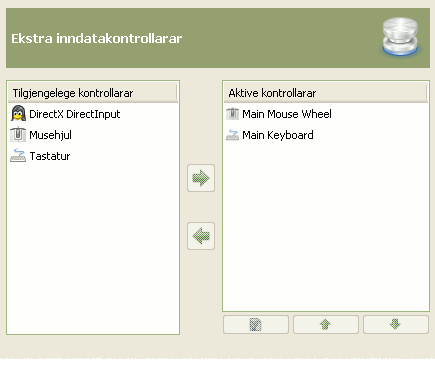 Ekstra inndatakontrollarar
Tilgjengelege kontrollarar
DirectX DirectInput
Musehjul
Tastatur
Aktive kontrollarar
Main Mouse Wheel
Main Keyboard